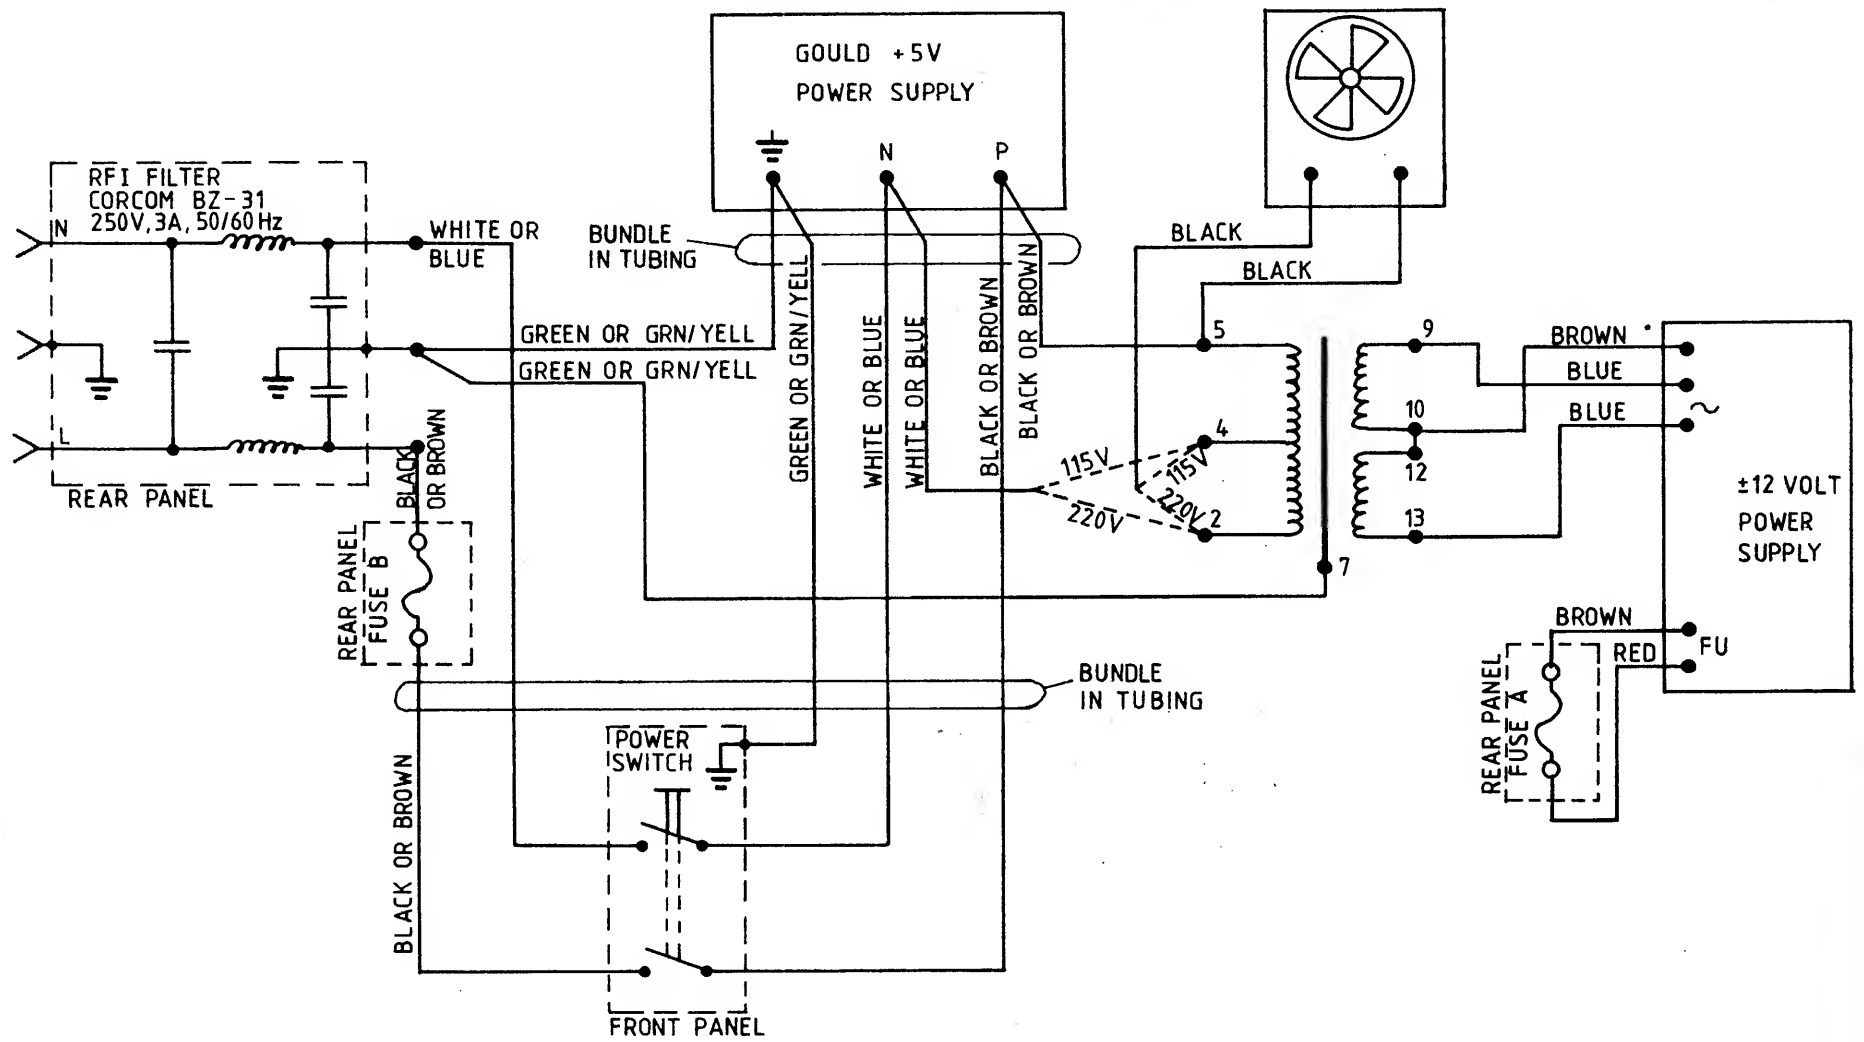 GOULD +5V
POWER SUPPLY
N
P
RFI FILTER
CORCOM BZ-31
250V, 3A, 50/60 Hz
N
L
REAR PANEL
WHITE OR
BLUE
BUNDLE
IN TUBING
GREEN OR GRN/YELL
GREEN OR GRN/YELL
BLACK
OR BROWN
REAR PANEL
FUSE B
GREEN OR GRN/YELL
WHITE OR BLUE
WHITE OR BLUE
BLACK OR BROWN
BLACK OR BROWN
BLACK
BLACK
5
4
2
115V
220V
115V
220V
7
9
10
12
13
BROWN
BLUE
BLUE
~
±12 VOLT
POWER
SUPPLY
BROWN
RED
FU
REAR PANEL
FUSE A
BUNDLE
IN TUBING
POWER
SWITCH
BLACK OR BROWN
FRONT PANEL